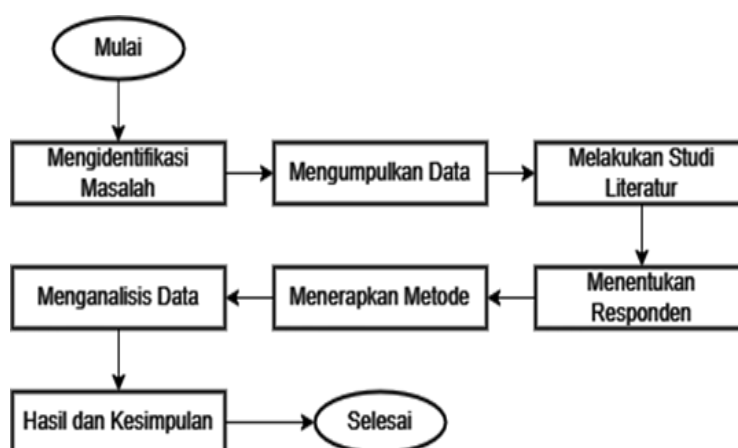 Mulai
Mengidentifikasi
Masalah
Mengumpulkan Data
Melakukan Studi
Literatur
Menentukan
Responden
Menerapkan Metode
Menganalisis Data
Hasil dan Kesimpulan
Selesai